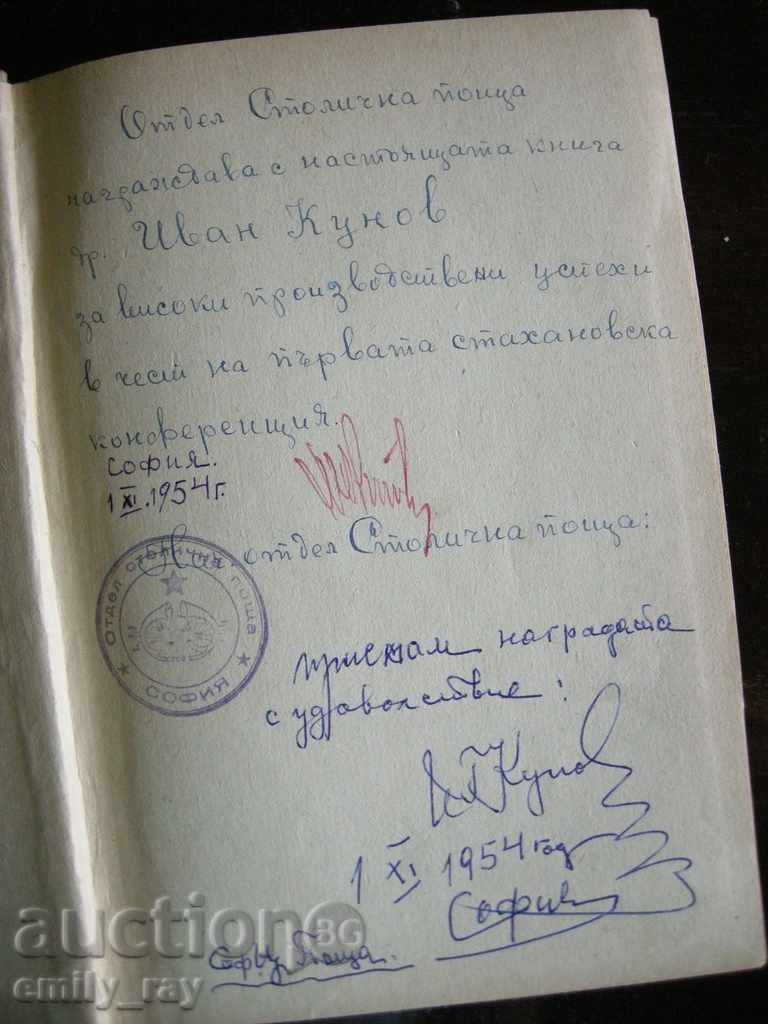 Отдел Столична поща
награждава с настоящата книга
др. Иван Кунов
за високи производствени успехи
в чест на първата стахановска
конференция.
София.
1 XI. 1954 г.
Н-к отдел Столична поща:
Отдел столична поща
СОФИЯ
приемам наградата
с удоволствие:
Кунов
1 XI 1954 год
София
Поща.
auction BG
emily_ray